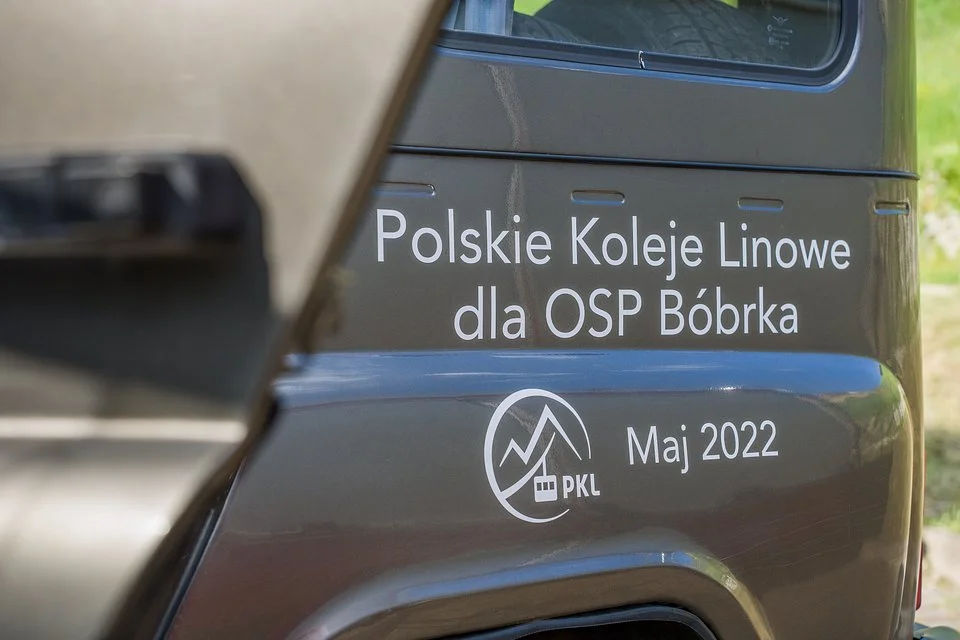 Polskie Koleje Linowe
dla OSP Bóbrka
Maj 2022
PKL